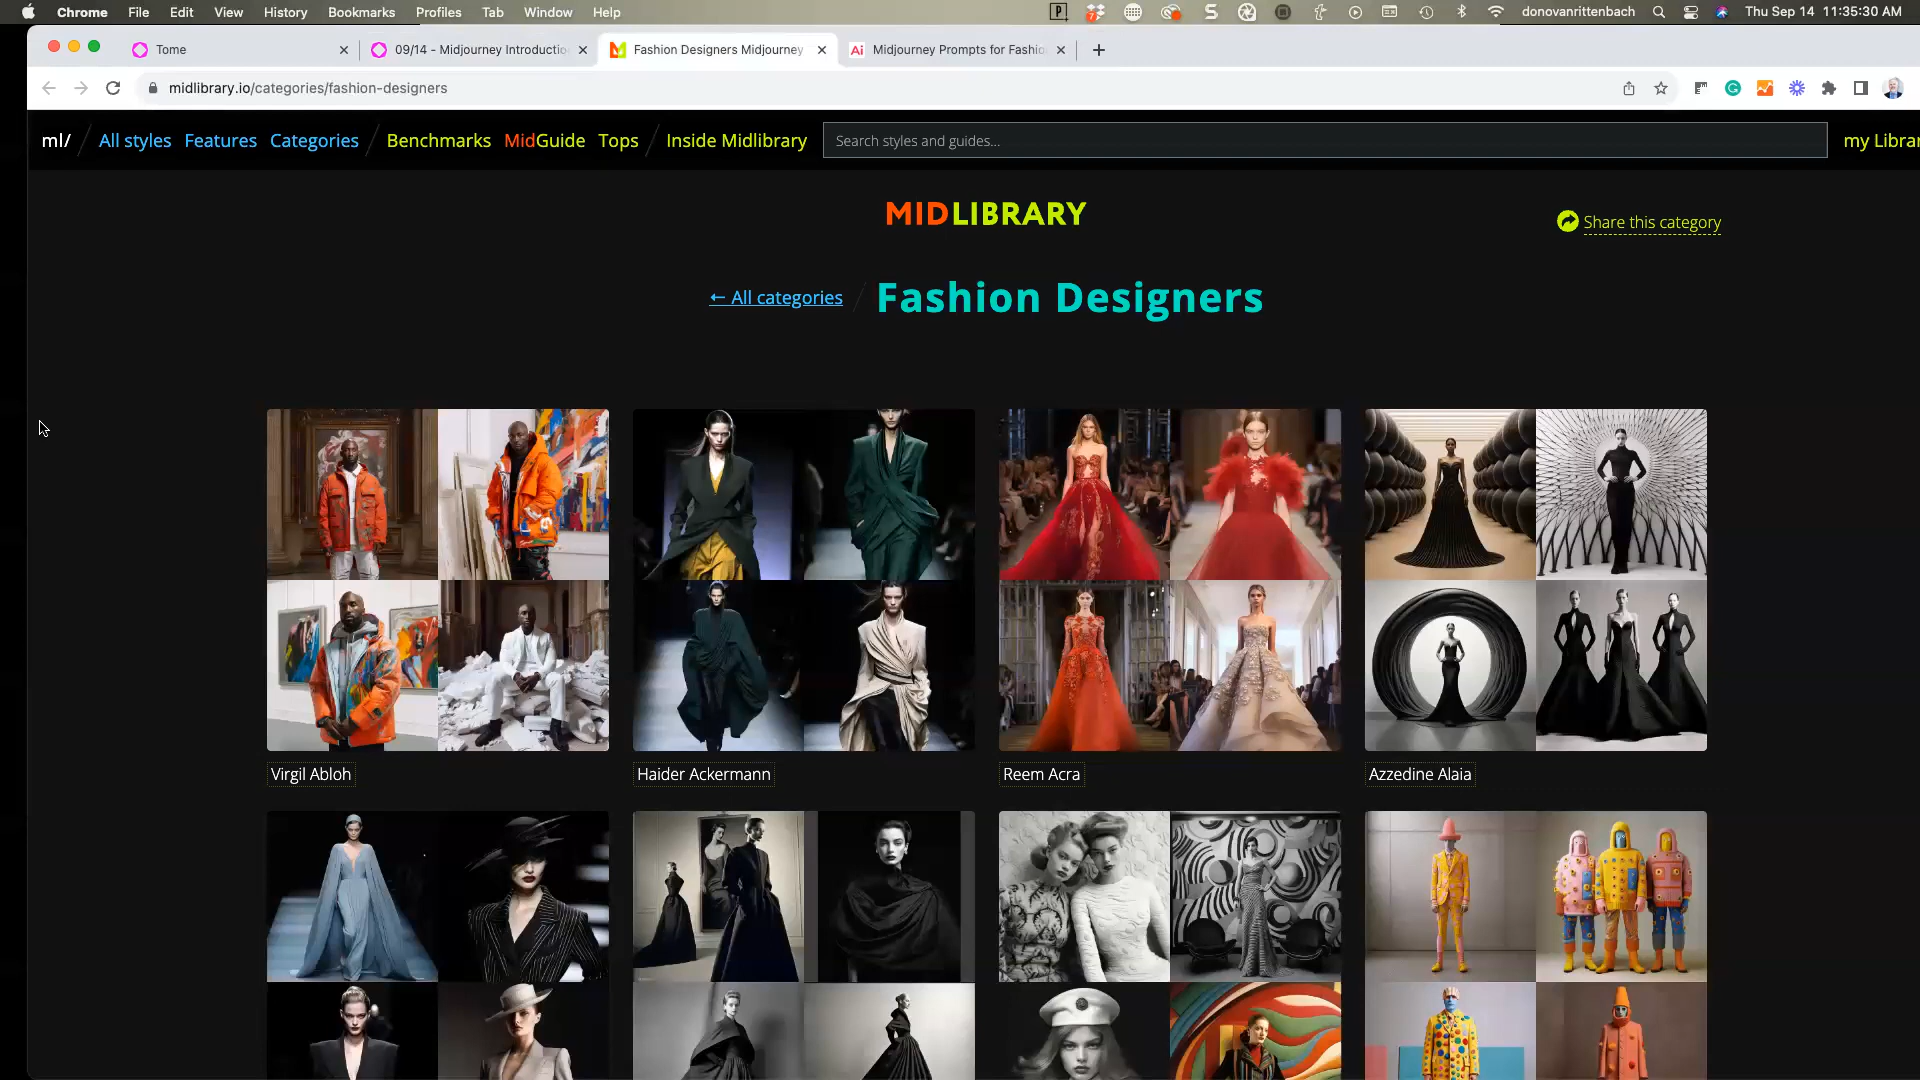 Chrome File Edit View History Bookmarks Profiles Tab Window Help
donovanrittenbach Thu Sep 14 11:35:30 AM
Tome
09/14 - Midjourney Introductio
Fashion Designers Midjourney
Midjourney Prompts for Fashio
midlibrary.io/categories/fashion-designers
ml/ All styles Features Categories Benchmarks MidGuide Tops Inside Midlibrary Search styles and guides... my Librar
MIDLIBRARY
Share this category
← All categories / Fashion Designers
Virgil Abloh
Haider Ackermann
Reem Acra
Azzedine Alaia